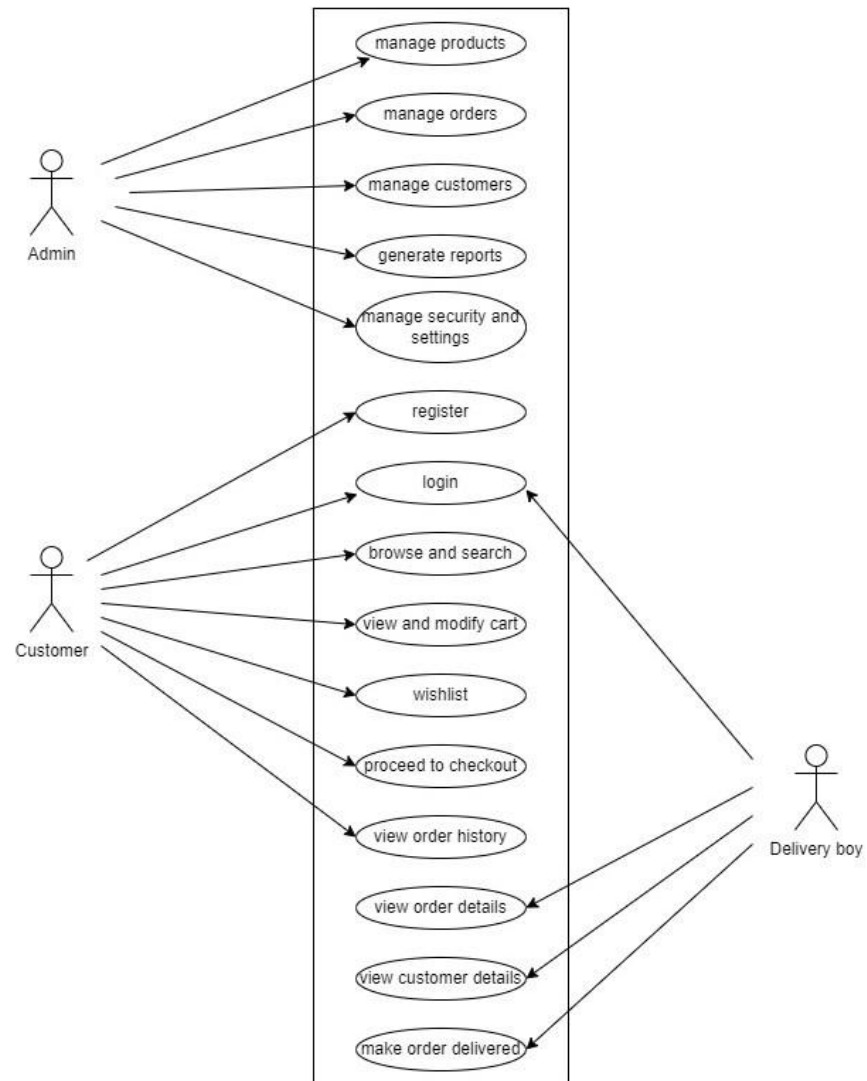 manage products
manage orders
manage customers
Admin
generate reports
manage security and
settings
register
login
browse and search
view and modify cart
Customer
wishlist
proceed to checkout
view order history
Delivery boy
view order details
view customer details
make order delivered